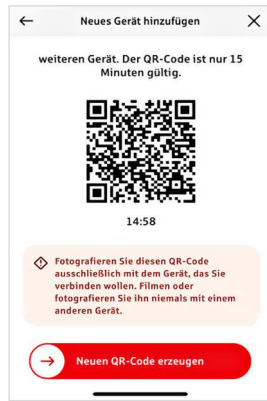 Neues Gerät hinzufügen
weiteren Gerät. Der QR-Code ist nur 15
Minuten gültig.
14:58
Fotografieren Sie diesen QR-Code
ausschließlich mit dem Gerät, das Sie
verbinden wollen. Filmen oder
fotografieren Sie ihn niemals mit einem
anderen Gerät.
Neuen QR-Code erzeugen